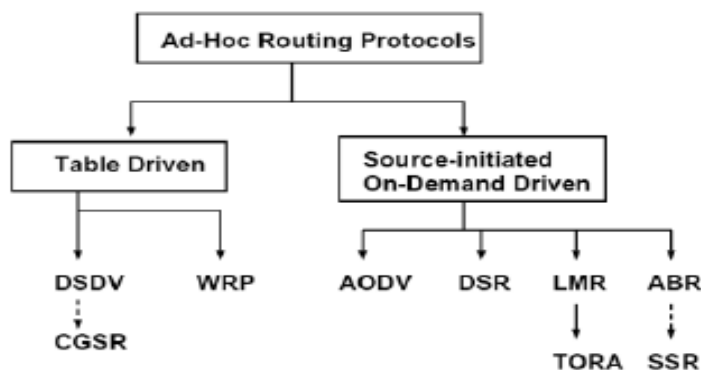 Ad-Hoc Routing Protocols
Table Driven
Source-initiated
On-Demand Driven
DSDV WRP AODV DSR LMR ABR
CGSR TORA SSR